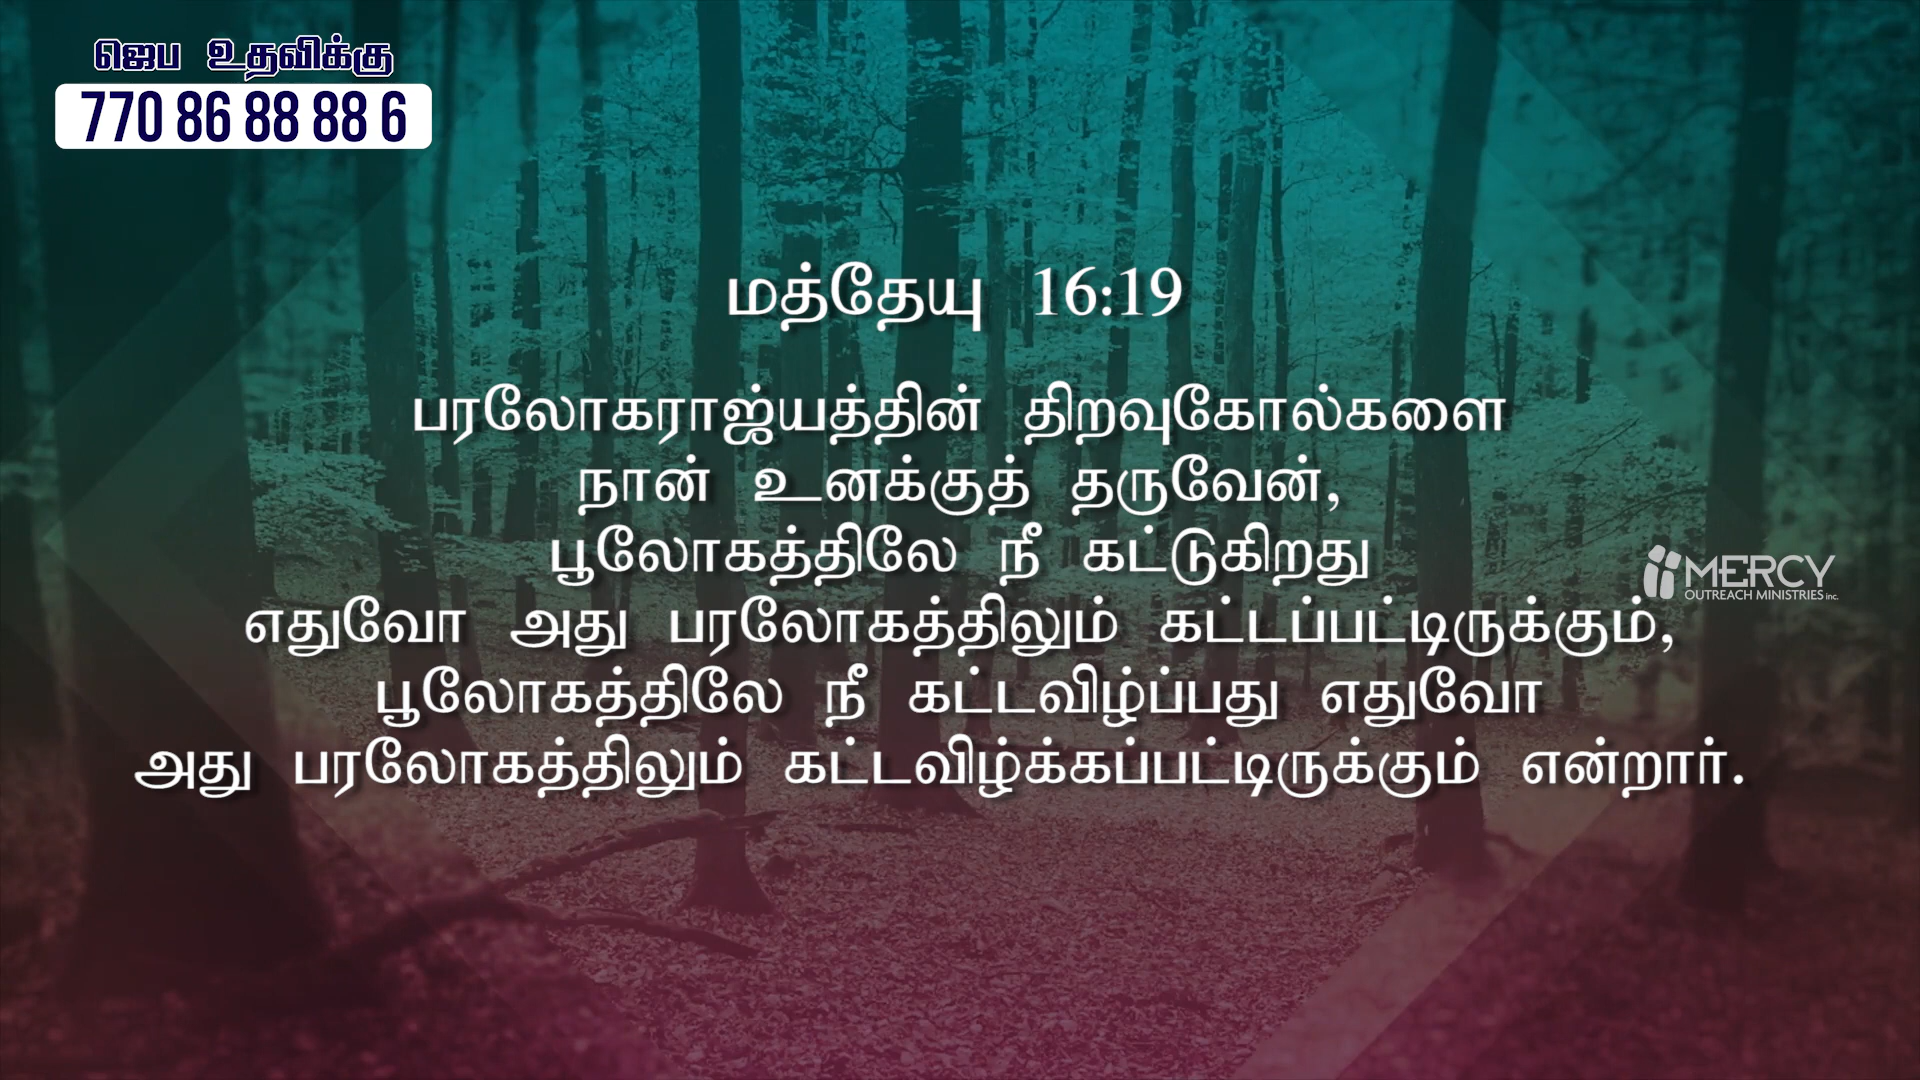 ஜெப உதவிக்கு
770 86 88 88 6
மத்தேயு 16:19
பரலோகராஜ்யத்தின் திறவுகோல்களை
நான் உனக்குத் தருவேன்,
பூலோகத்திலே நீ கட்டுகிறது
எதுவோ அது பரலோகத்திலும் கட்டப்பட்டிருக்கும்,
பூலோகத்திலே நீ கட்டவிழ்ப்பது எதுவோ
அது பரலோகத்திலும் கட்டவிழ்க்கப்பட்டிருக்கும் என்றார்.
MERCY
OUTREACH MINISTRIES inc.